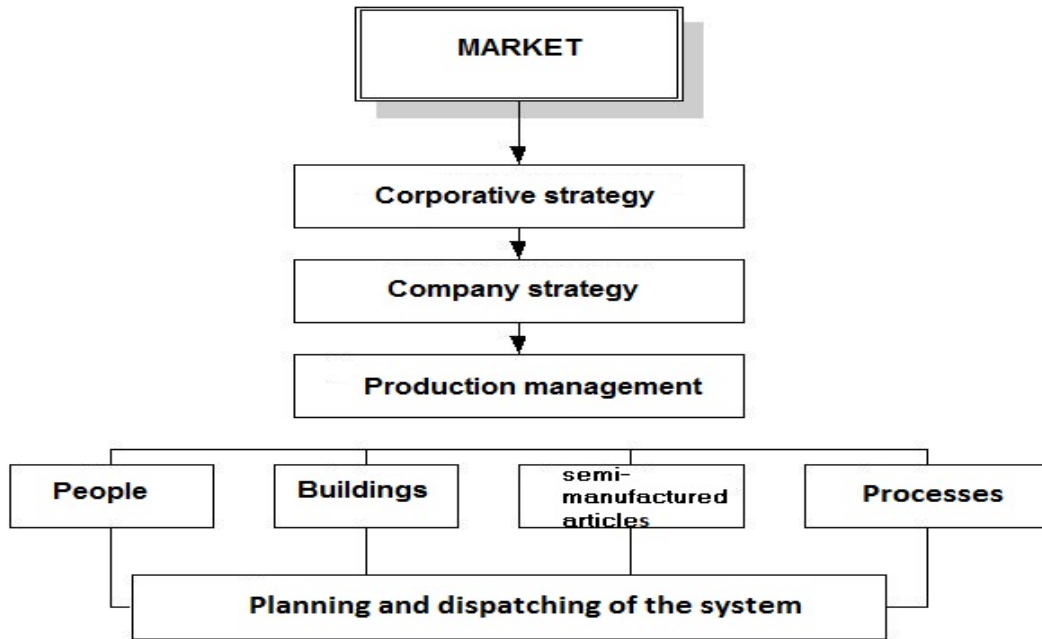 MARKET
Corporative strategy
Company strategy
Production management
People
Buildings
semi-
manufactured
articles
Processes
Planning and dispatching of the system